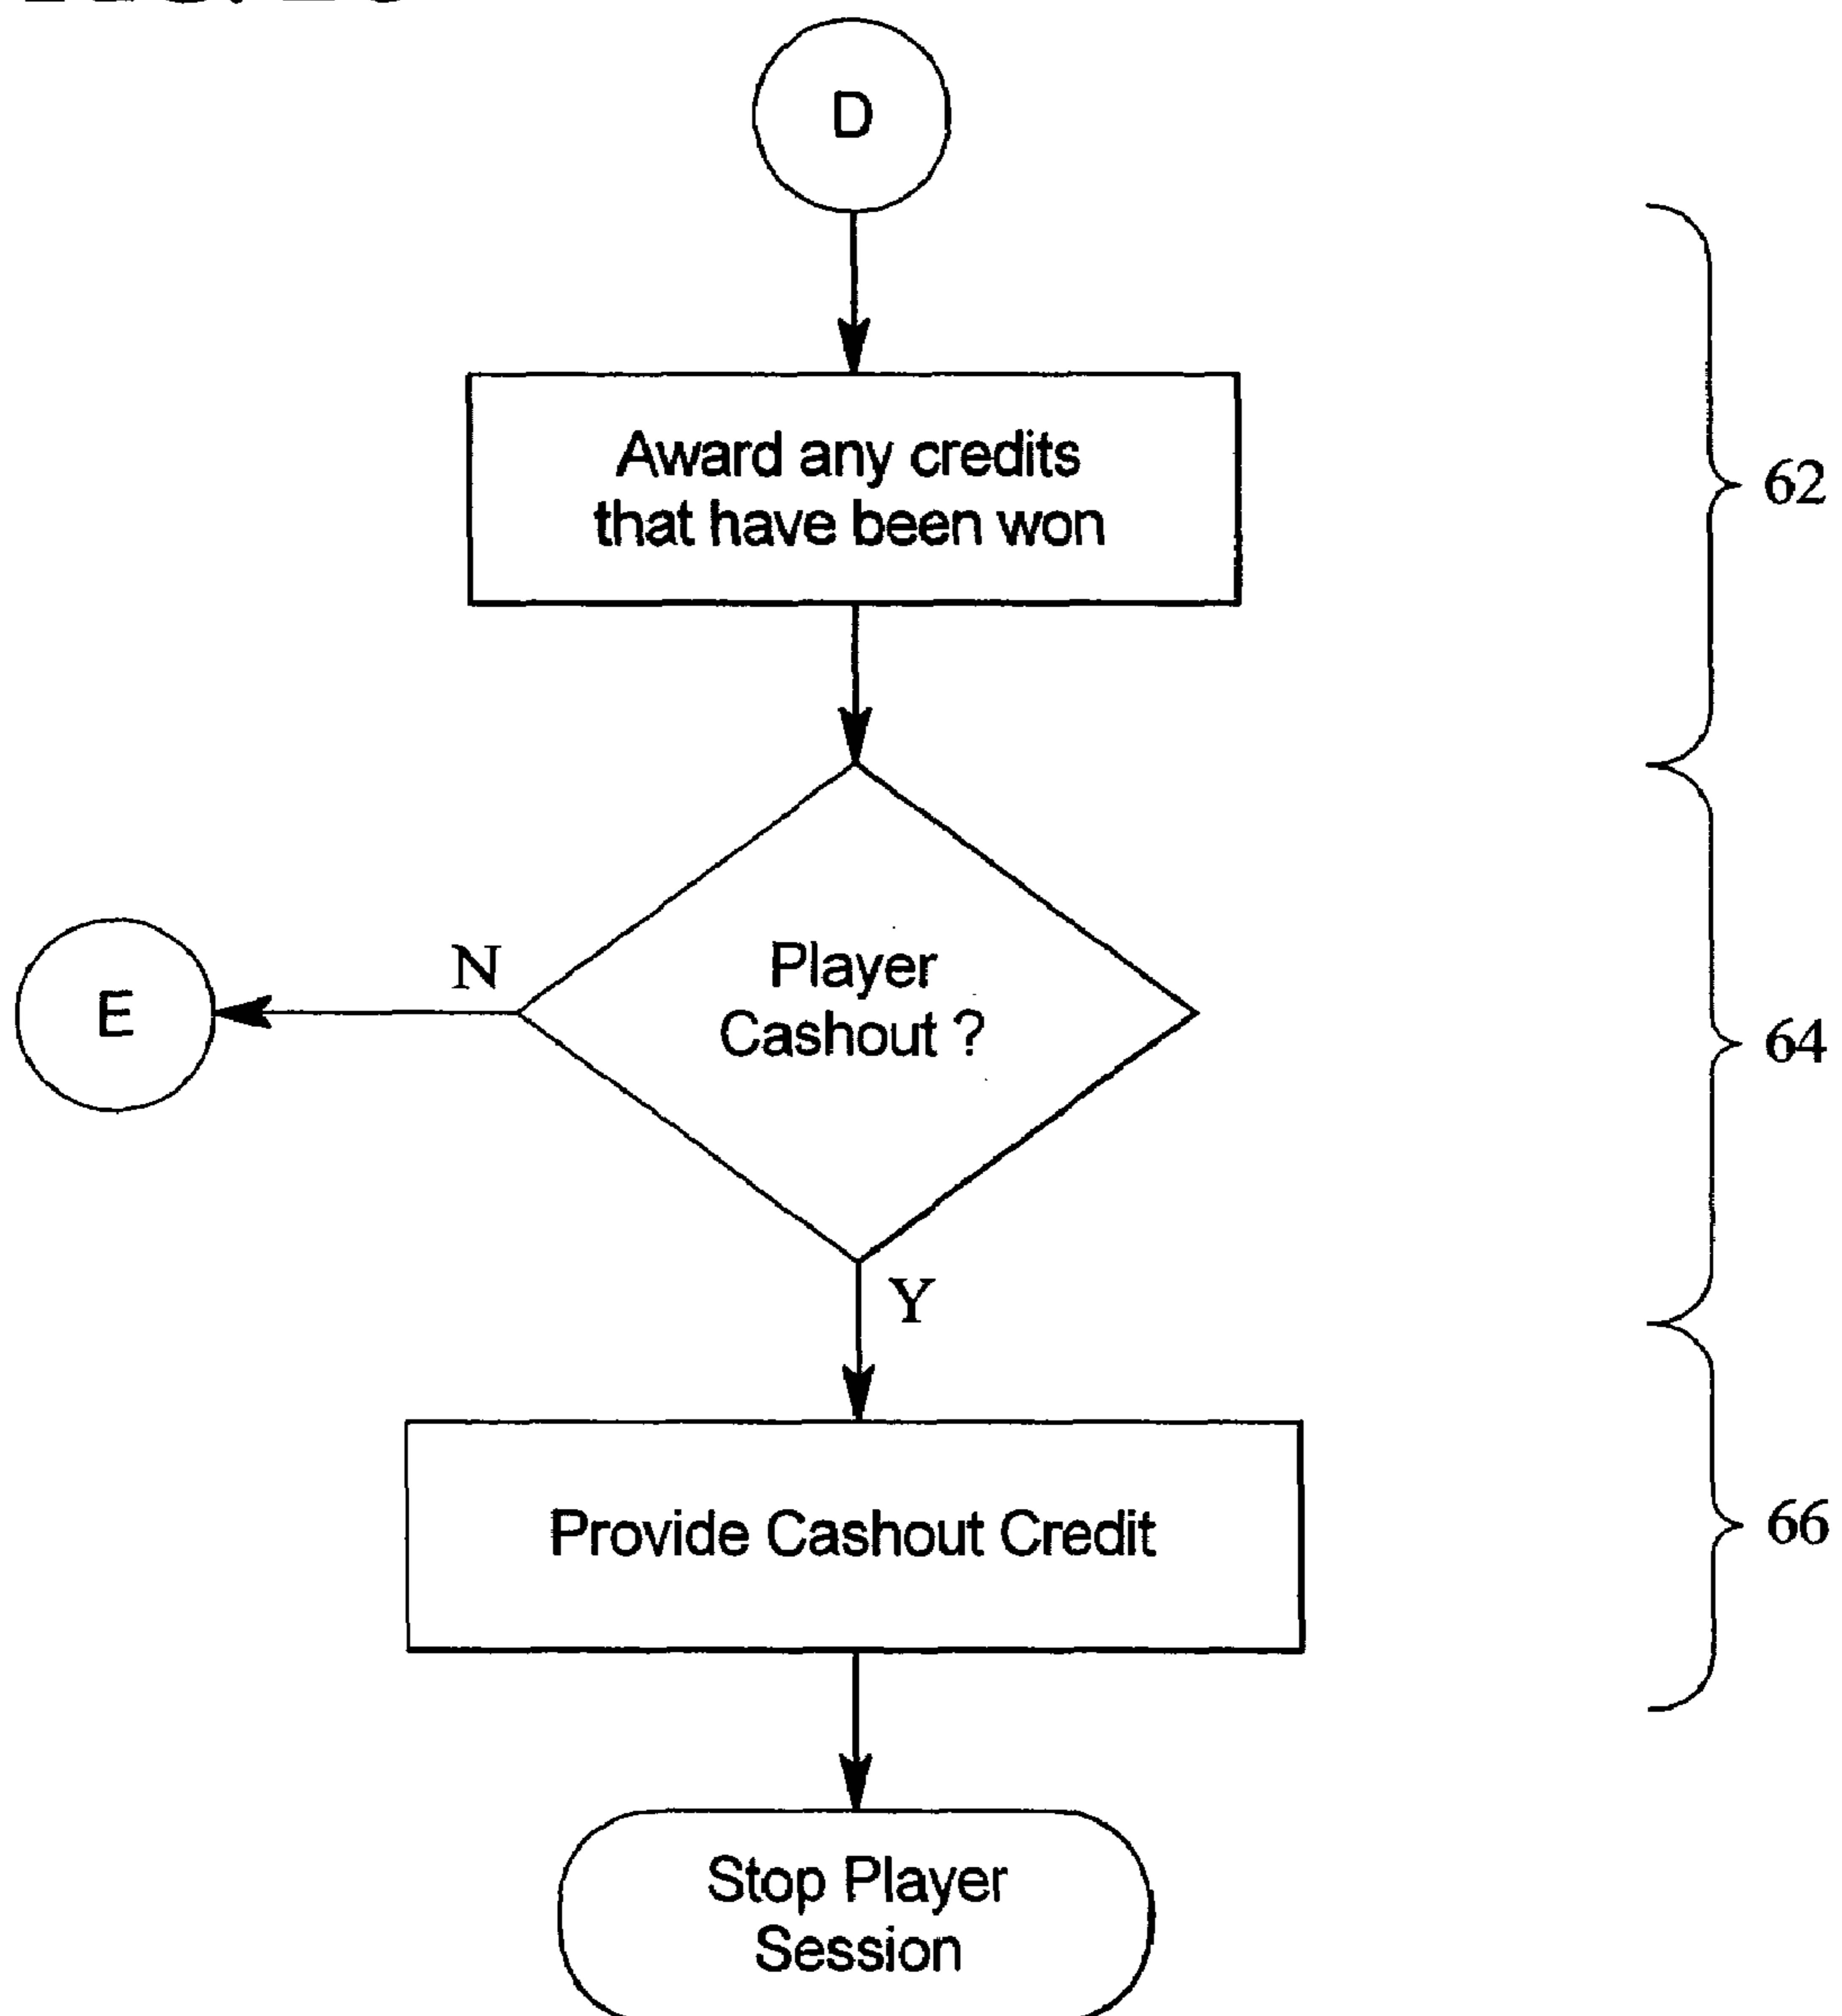 D
Award any credits
that have been won
62
Player
Cashout ?
N
E
64
Y
Provide Cashout Credit
66
Stop Player
Session